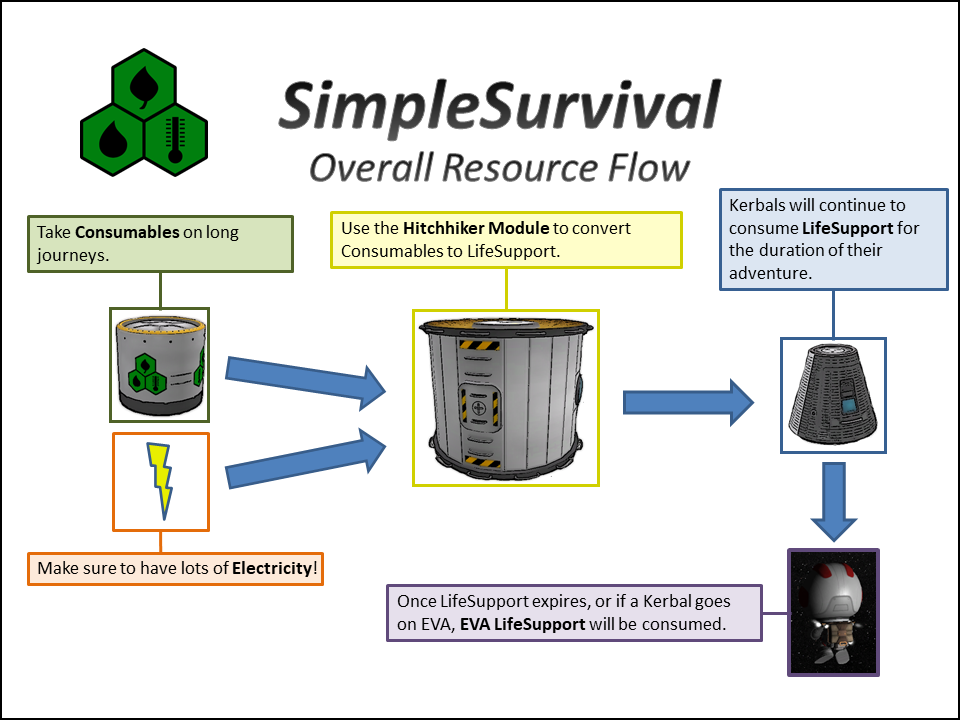 SimpleSurvival
Overall Resource Flow
Take Consumables on long
journeys.
Use the Hitchhiker Module to convert
Consumables to LifeSupport.
Kerbals will continue to
consume LifeSupport for
the duration of their
adventure.
Make sure to have lots of Electricity!
Once LifeSupport expires, or if a Kerbal goes
on EVA, EVA LifeSupport will be consumed.